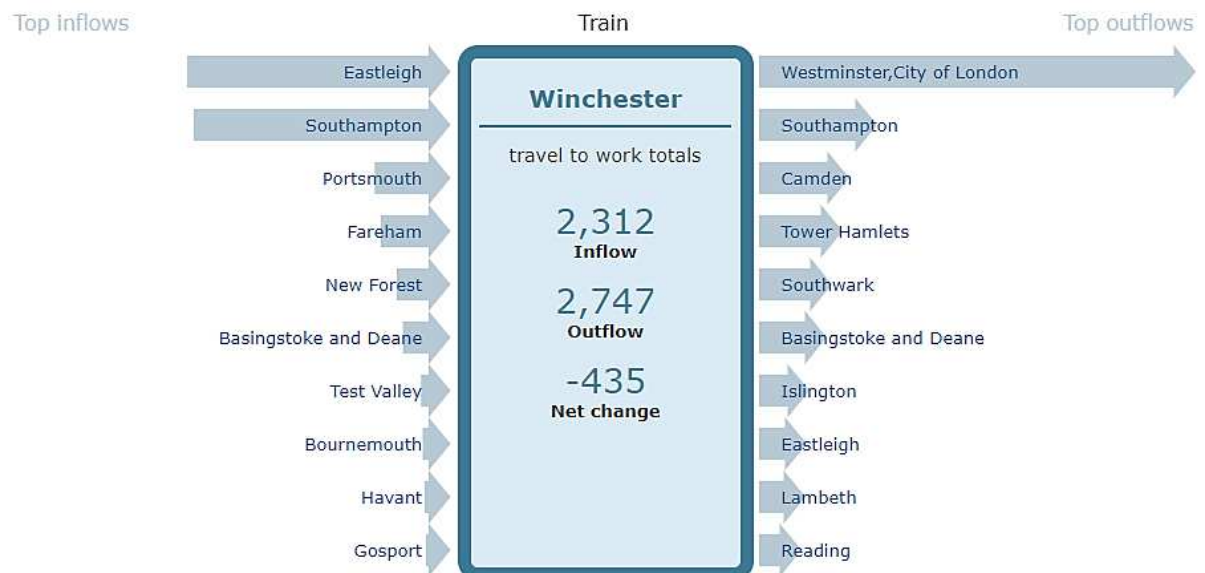 Top inflows
Train
Top outflows
Eastleigh
Southampton
Portsmouth
Fareham
New Forest
Basingstoke and Deane
Test Valley
Bournemouth
Havant
Gosport
Winchester
travel to work totals
2,312
Inflow
2,747
Outflow
-435
Net change
Westminster,City of London
Southampton
Camden
Tower Hamlets
Southwark
Basingstoke and Deane
Islington
Eastleigh
Lambeth
Reading